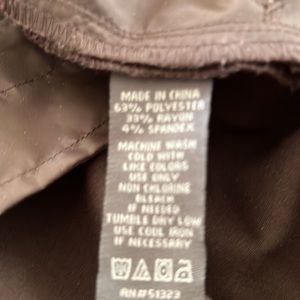 MADE IN CHINA
63% POLYESTER
33% RAYON
4% SPANDEX
MACHINE WASH
COLD WITH
LIKE COLORS
USE ONLY
NON CHLORINE
BLEACH
IF NEEDED
TUMBLE DRY LOW
USE COOL IRON
IF NECESSARY
RN#51323